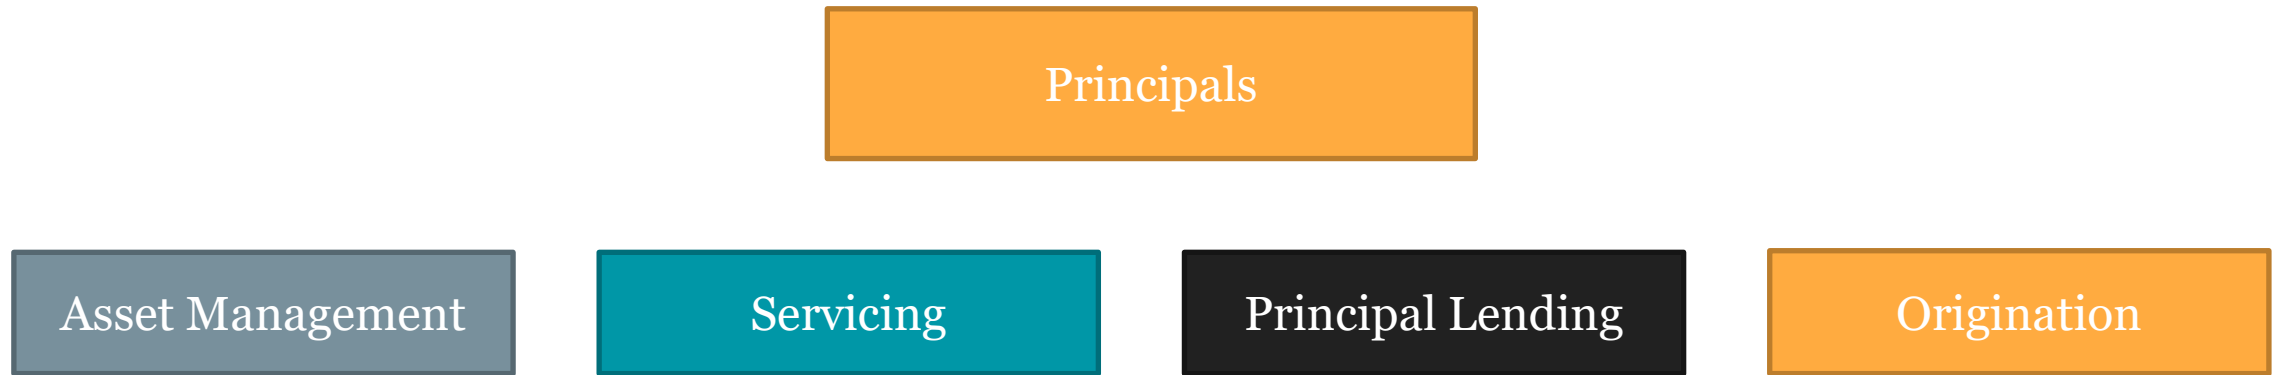 Principals
Asset Management
Servicing
Principal Lending
Origination